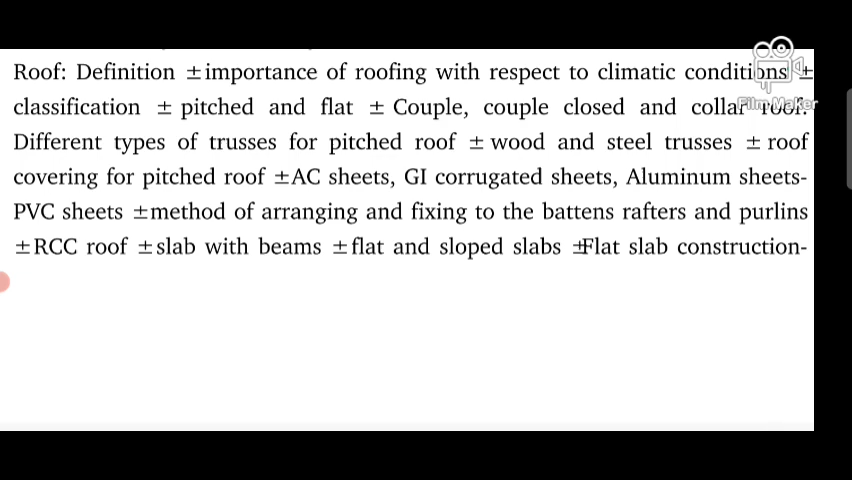 Roof: Definition ±importance of roofing with respect to climatic conditions ±
classification ± pitched and flat ± Couple, couple closed and collar roof.
Different types of trusses for pitched roof ± wood and steel trusses ± roof
covering for pitched roof ±AC sheets, GI corrugated sheets, Aluminum sheets-
PVC sheets ±method of arranging and fixing to the battens rafters and purlins
±RCC roof ±slab with beams ±flat and sloped slabs ±Flat slab construction-
Film Maker